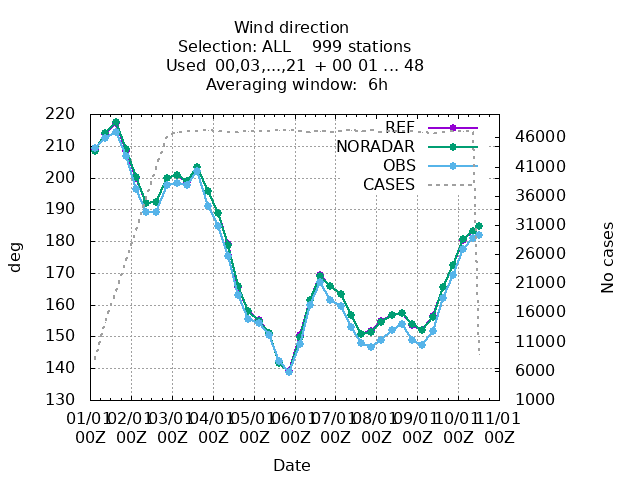 Wind direction
Selection: ALL    999 stations
Used  00,03,...,21  + 00 01 ... 48
Averaging window:  6h
220
210
200
190
180
170
160
150
140
130
deg
REF
NORADAR
OBS
CASES
46000
41000
36000
31000
26000
21000
16000
11000
6000
1000
No cases
01/01 02/01 03/01 04/01 05/01 06/01 07/01 08/01 09/01 10/01 11/01
00Z 00Z 00Z 00Z 00Z 00Z 00Z 00Z 00Z 00Z 00Z
Date